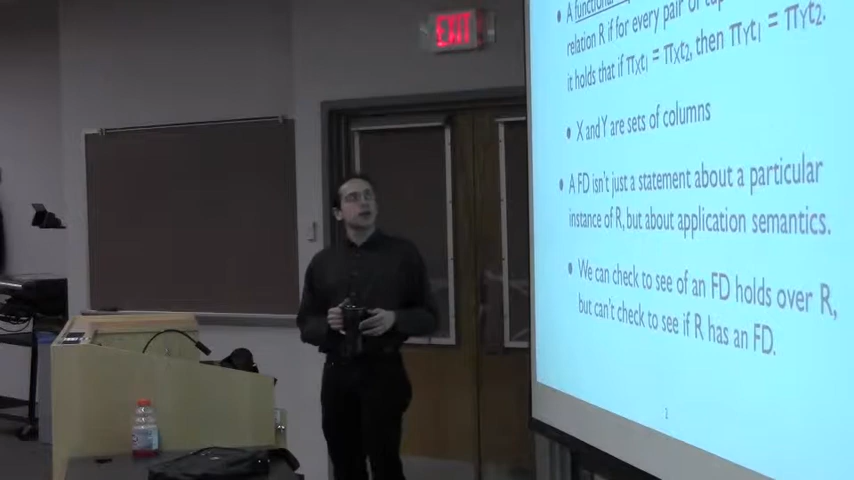 EXIT
A functional
relation R if for every pair of
it holds that if πXt1 = πXt2, then πYt1 = πYt2.
X and Y are sets of columns
A FD isn't just a statement about a particular
instance of R, but about application semantics.
We can check to see of an FD holds over R,
but can't check to see if R has an FD.
2